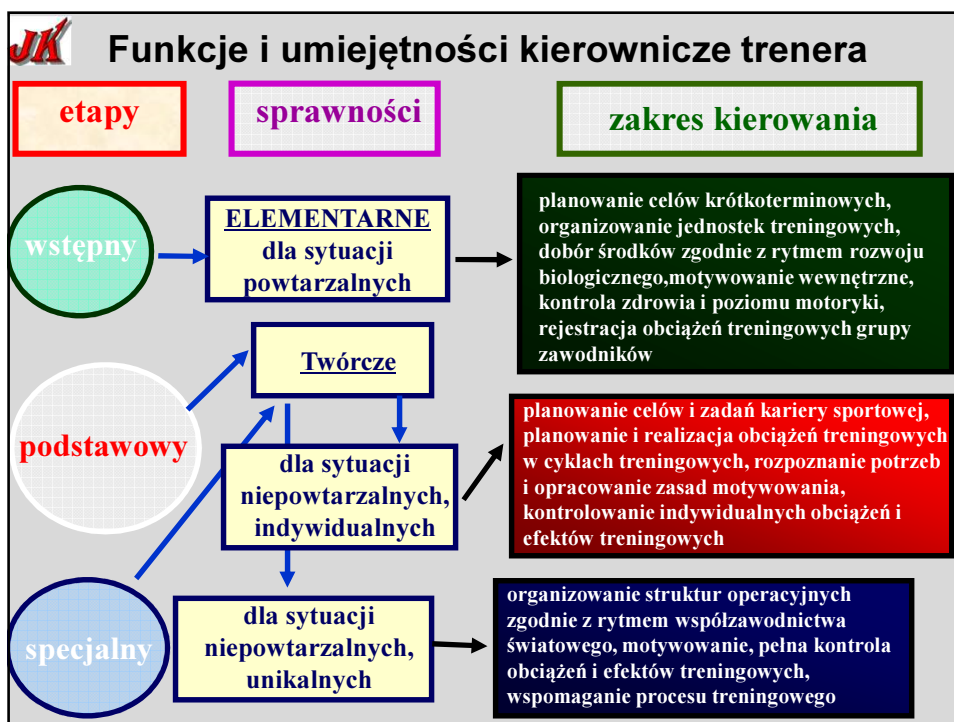 JK
Funkcje i umiejętności kierownicze trenera
etapy
sprawności
zakres kierowania
wstępny
ELEMENTARNE
dla sytuacji
powtarzalnych
planowanie celów krótkoterminowych,
organizowanie jednostek treningowych,
dobór środków zgodnie z rytmem rozwoju
biologicznego,motywowanie wewnętrzne,
kontrola zdrowia i poziomu motoryki,
rejestracja obciążeń treningowych grupy
zawodników
podstawowy
Twórcze
dla sytuacji
niepowtarzalnych,
indywidualnych
planowanie celów i zadań kariery sportowej,
planowanie i realizacja obciążeń treningowych
w cyklach treningowych, rozpoznanie potrzeb
i opracowanie zasad motywowania,
kontrolowanie indywidualnych obciążeń i
efektów treningowych
specjalny
dla sytuacji
niepowtarzalnych,
unikalnych
organizowanie struktur operacyjnych
zgodnie z rytmem współzawodnictwa
światowego, motywowanie, pełna kontrola
obciążeń i efektów treningowych,
wspomaganie procesu treningowego